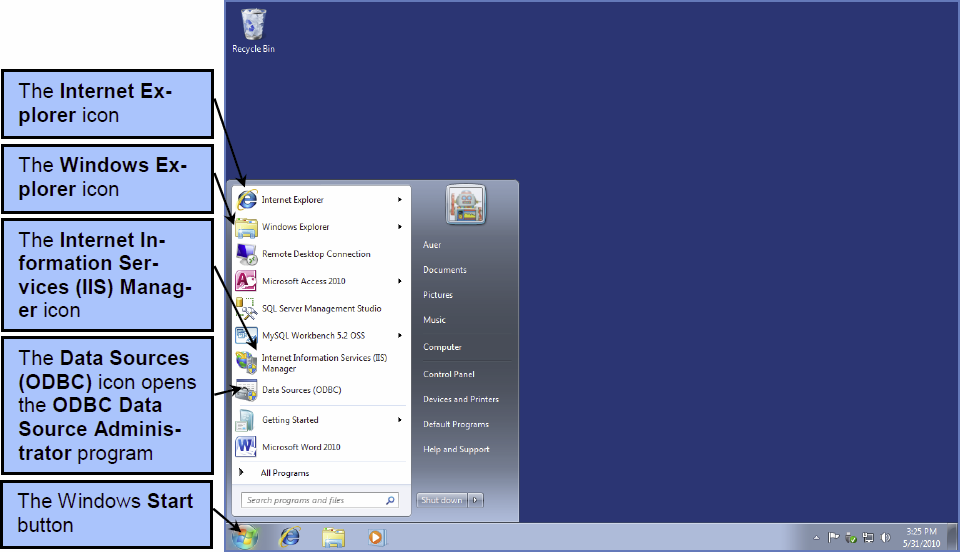 Recycle Bin
The Internet Ex-
plorer icon
The Windows Ex-
plorer icon
The Internet In-
formation Ser-
vices (IIS) Manag-
er icon
The Data Sources
(ODBC) icon opens
the ODBC Data
Source Adminis-
trator program
The Windows Start
button
Internet Explorer
Windows Explorer
Remote Desktop Connection
Microsoft Access 2010
SQL Server Management Studio
MySQL Workbench 5.2 OSS
Internet Information Services (IIS)
Manager
Data Sources (ODBC)
Getting Started
Microsoft Word 2010
All Programs
Search programs and files
Auer
Documents
Pictures
Music
Computer
Control Panel
Devices and Printers
Default Programs
Help and Support
Shut down
3:25 PM
5/31/2010